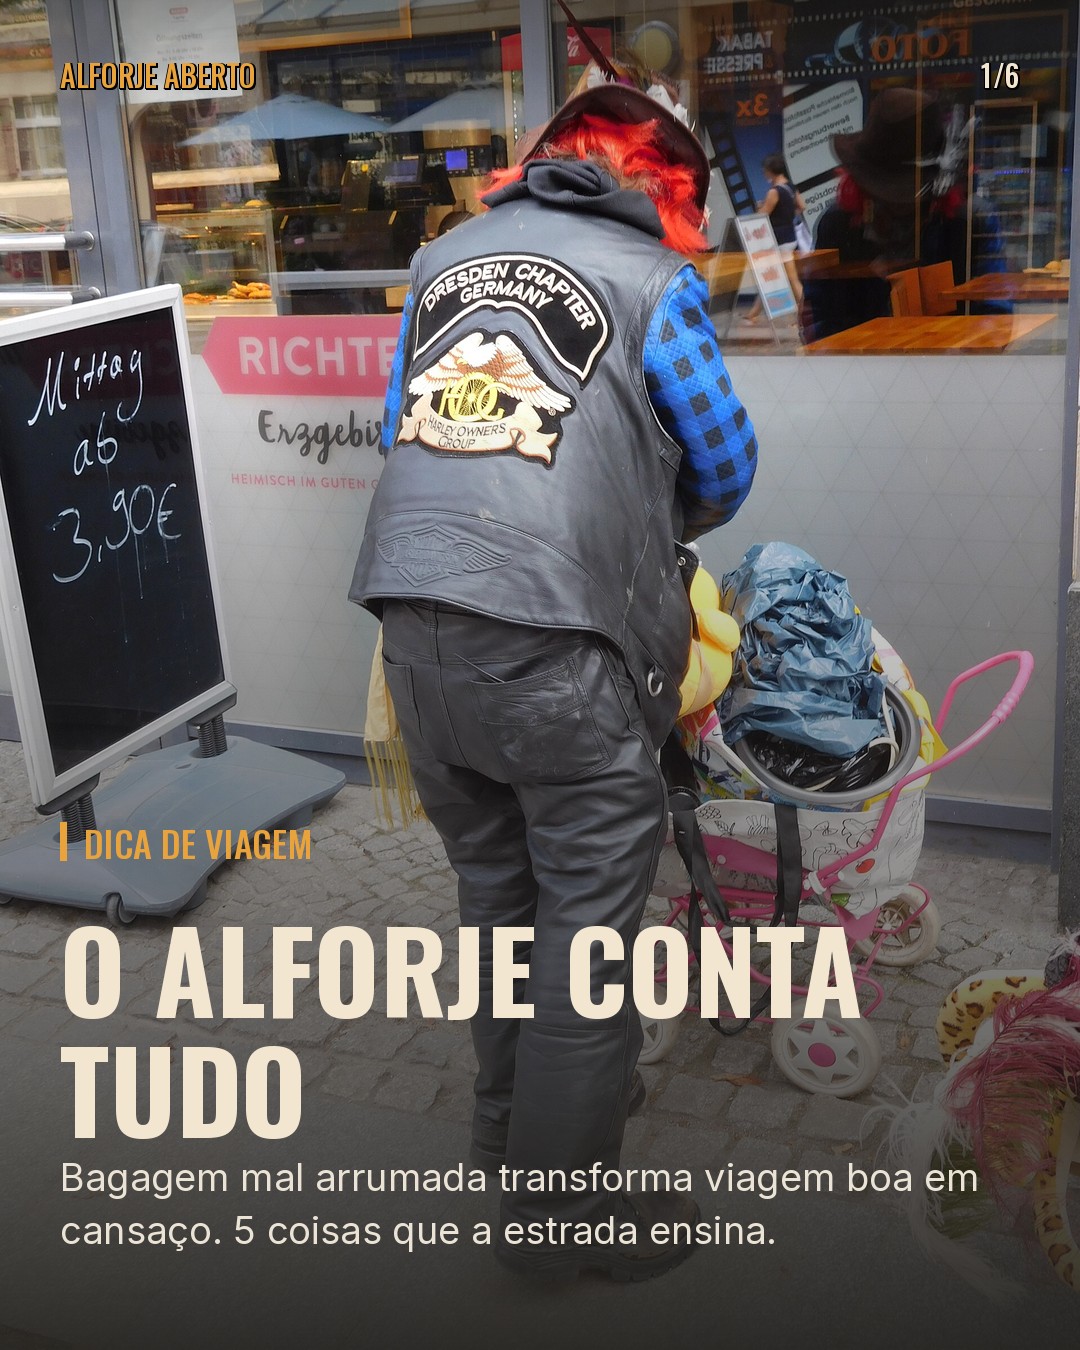 ALFORJE ABERTO
1/6
TABAK
PRESSE
FOTO
3x
DRESDEN CHAPTER
GERMANY
HARLEY OWNERS
GROUP
RICHTE
Erzgebir
HEIMISCH IM GUTEN G
Mittag
ab
3,90€
DICA DE VIAGEM
O ALFORJE CONTA
TUDO
Bagagem mal arrumada transforma viagem boa em
cansaço. 5 coisas que a estrada ensina.